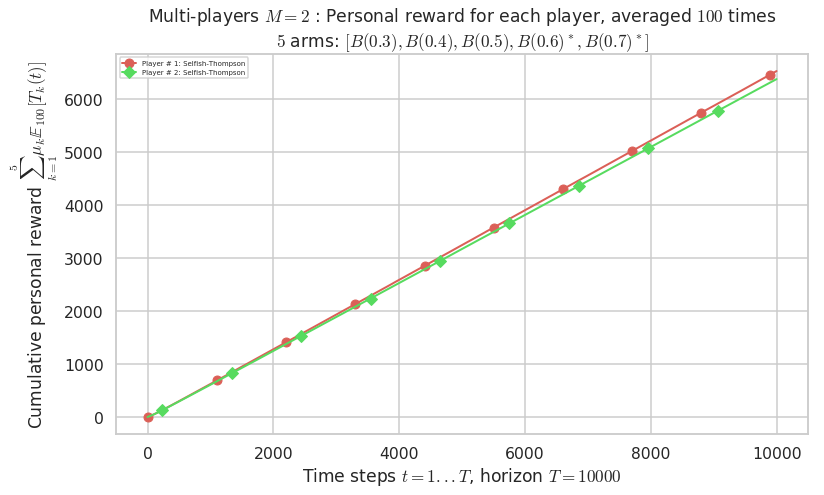 Multi-players M = 2 : Personal reward for each player, averaged 100 times
5 arms: [B(0.3), B(0.4), B(0.5), B(0.6)*, B(0.7)*]
Cumulative personal reward ∑_{k=1}^{5} μ_k 𝔼_{100}[T_k(t)]
Player # 1: Selfish-Thompson
Player # 2: Selfish-Thompson
6000
5000
4000
3000
2000
1000
0
0 2000 4000 6000 8000 10000
Time steps t = 1...T, horizon T = 10000